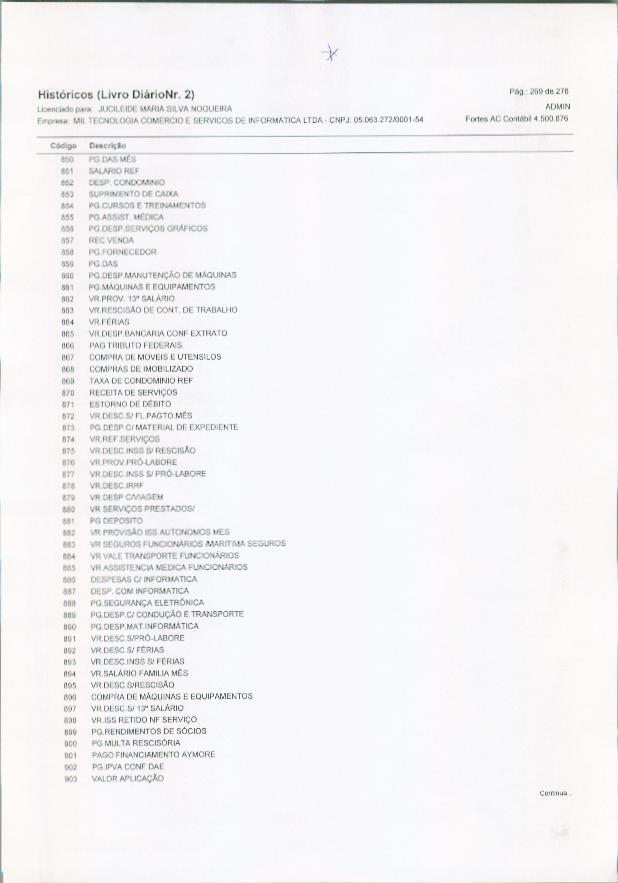 Históricos (Livro DiárioNr. 2)
Pág.: 269 de 276
Licenciado para: JUCILEIDE MARIA SILVA NOGUEIRA
ADMIN
Empresa: MIL TECNOLOGIA COMERCIO E SERVICOS DE INFORMATICA LTDA - CNPJ: 05.063.272/0001-54
Fortes AC Contábil 4.500.876
Código Descrição
850 PG.DAS MÊS
851 SALARIO REF
852 DESP. CONDOMINIO
853 SUPRIMENTO DE CAIXA
854 PG.CURSOS E TREINAMENTOS
855 PG.ASSIST. MÉDICA
856 PG.DESP.SERVIÇOS GRÁFICOS
857 REC.VENDA
858 PG.FORNECEDOR
859 PG.DAS
860 PG.DESP.MANUTENÇÃO DE MÁQUINAS
861 PG.MÁQUINAS E EQUIPAMENTOS
862 VR.PROV. 13º SALÁRIO
863 VR.RESCISÃO DE CONT. DE TRABALHO
864 VR.FÉRIAS
865 VR.DESP.BANCARIA CONF EXTRATO
866 PAG TRIBUTO FEDERAIS
867 COMPRA DE MOVEIS E UTENSILOS
868 COMPRAS DE IMOBILIZADO
869 TAXA DE CONDOMINIO REF
870 RECEITA DE SERVIÇOS
871 ESTORNO DE DÉBITO
872 VR.DESC.S/ FL.PAGTO.MÊS
873 PG.DESP.C/ MATERIAL DE EXPEDIENTE
874 VR.REF.SERVIÇOS
875 VR.DESC.INSS S/ RESCISÃO
876 VR.PROV.PRÓ-LABORE
877 VR.DESC.INSS S/ PRÓ-LABORE
878 VR.DESC.IRRF
879 VR DESP C/VIAGEM
880 VR SERVIÇOS PRESTADOS/
881 PG DEPOSITO
882 VR PROVISÃO ISS AUTONOMOS MES
883 VR SEGUROS FUNCIONÁRIOS /MARITIMA SEGUROS
884 VR VALE TRANSPORTE FUNCIONÁRIOS
885 VR ASSISTENCIA MEDICA FUNCIONÁRIOS
886 DESPESAS C/ INFORMATICA
887 DESP. COM INFORMATICA
888 PG.SEGURANÇA ELETRÔNICA
889 PG.DESP.C/ CONDUÇÃO E TRANSPORTE
890 PG.DESP.MAT.INFORMÁTICA
891 VR.DESC.S/PRÓ-LABORE
892 VR.DESC.S/ FÉRIAS
893 VR.DESC.INSS S/ FÉRIAS
894 VR.SALÁRIO FAMILIA MÊS
895 VR.DESC.S/RESCISÃO
896 COMPRA DE MÁQUINAS E EQUIPAMENTOS
897 VR.DESC.S/ 13º SALÁRIO
898 VR.ISS RETIDO NF SERVIÇO
899 PG.RENDIMENTOS DE SÓCIOS
900 PG.MULTA RESCISÓRIA
901 PAGO FINANCIAMENTO AYMORE
902 PG.IPVA CONF DAE
903 VALOR APLICAÇÃO
Continua...